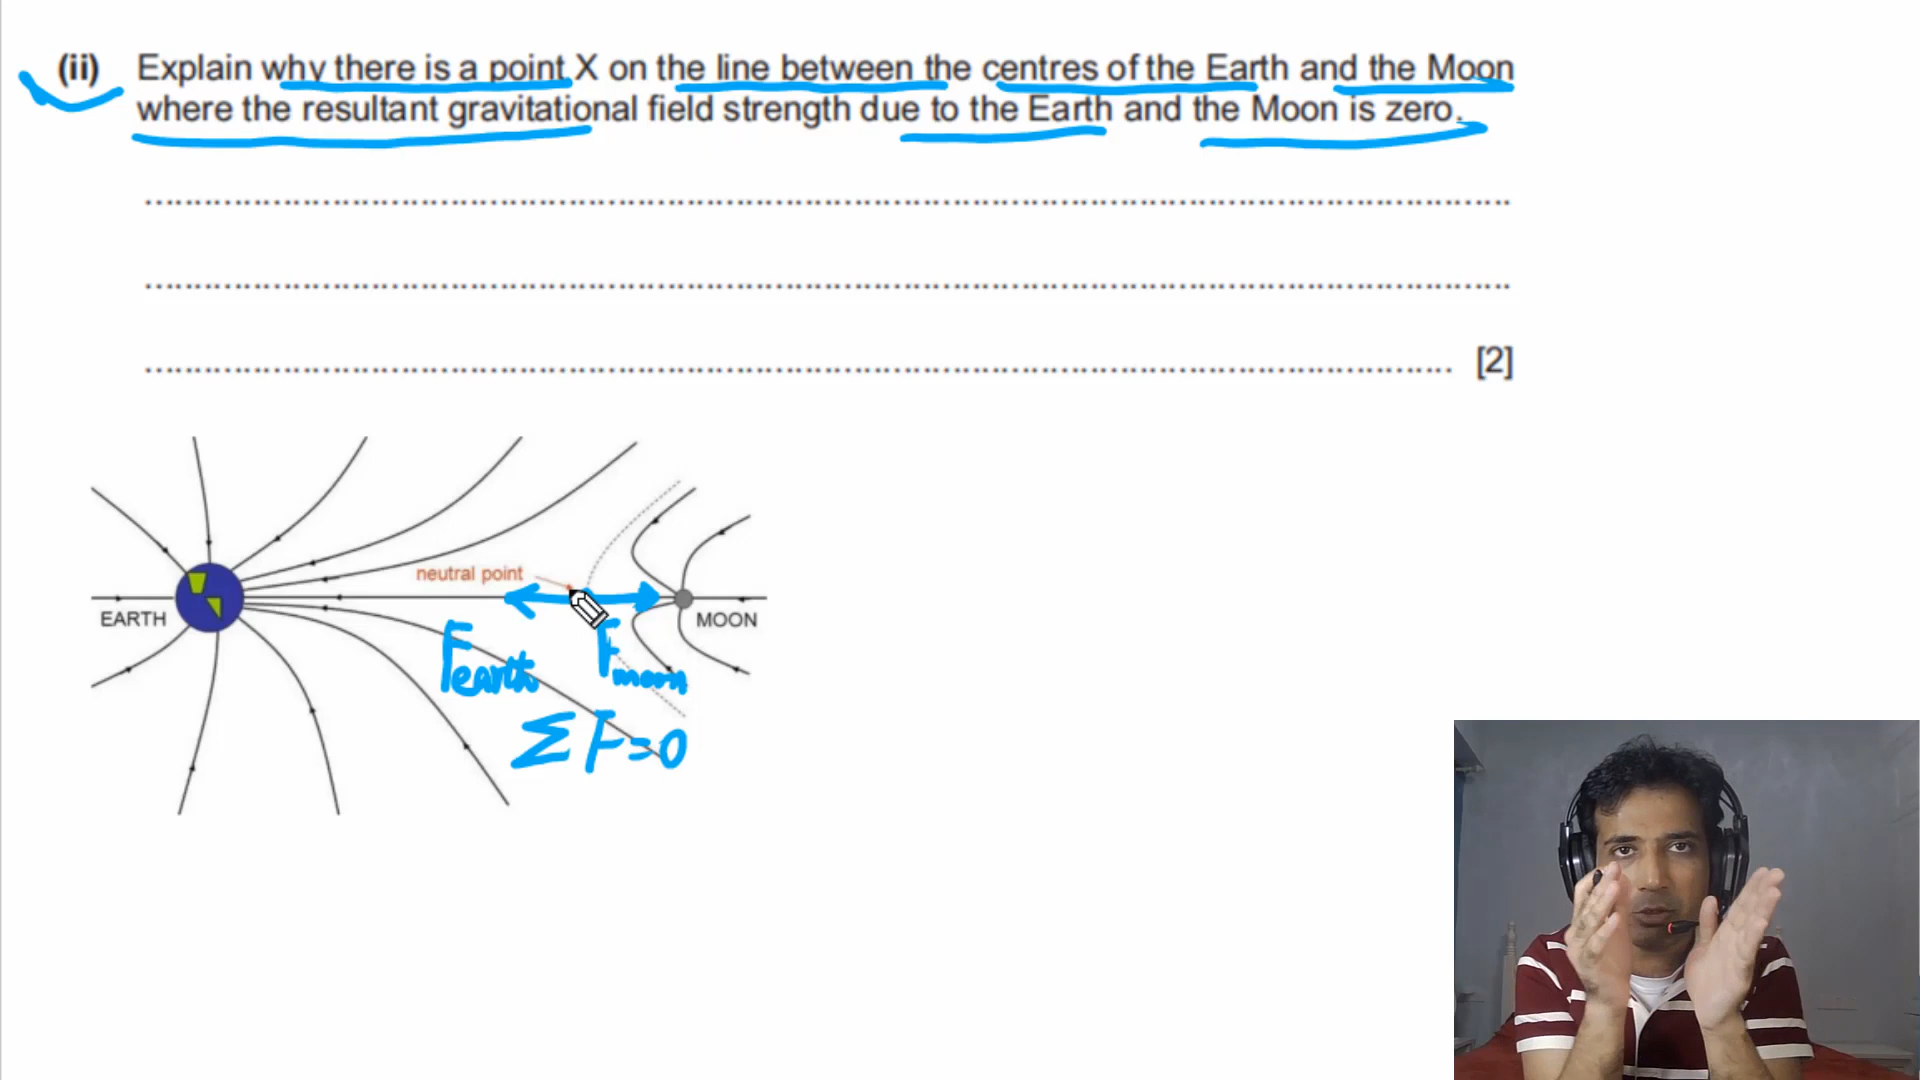 (ii) Explain why there is a point X on the line between the centres of the Earth and the Moon
where the resultant gravitational field strength due to the Earth and the Moon is zero.
[2]
neutral point
EARTH
MOON
Fearth Fmoon
ΣF=0